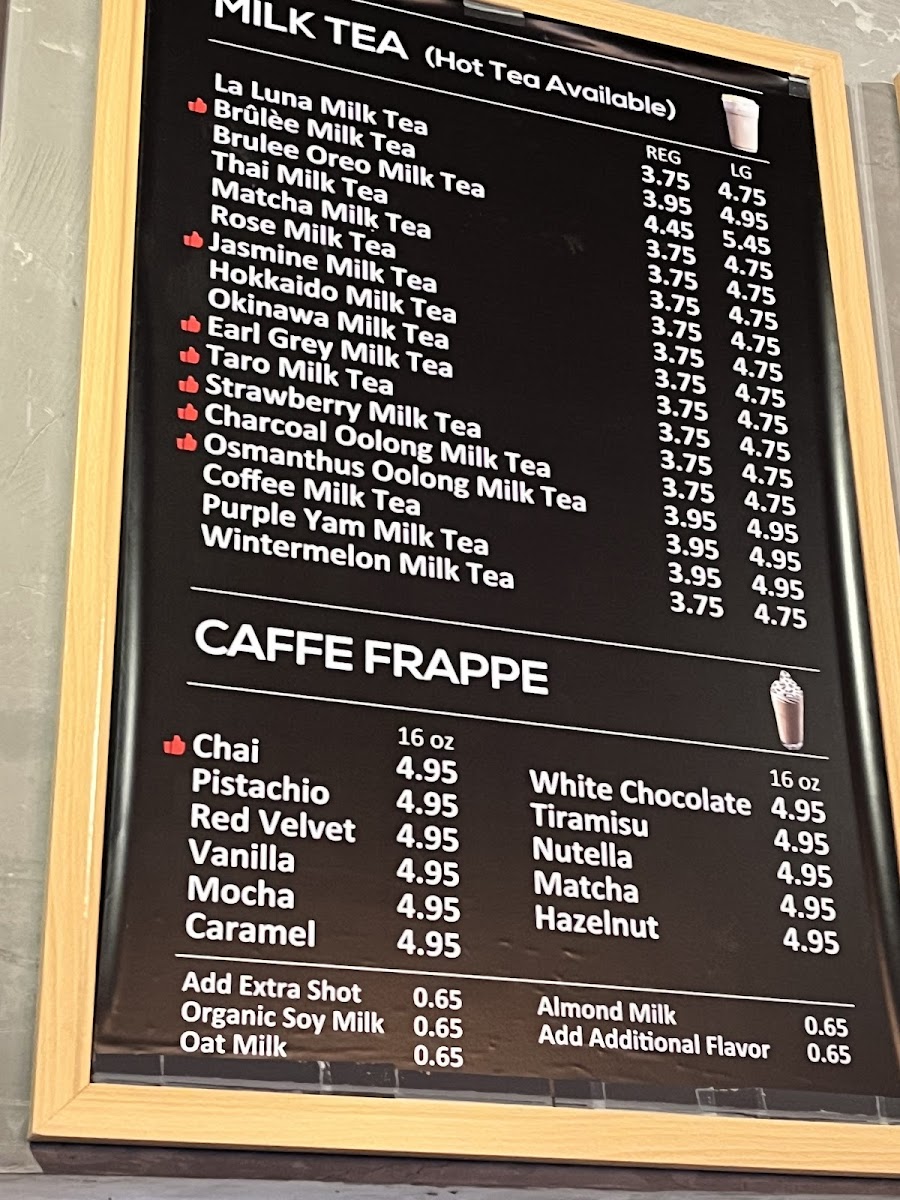 MILK TEA (Hot Tea Available)
REG LG
La Luna Milk Tea 3.75 4.75
Brûlèe Milk Tea 3.95 4.95
Brulee Oreo Milk Tea 4.45 5.45
Thai Milk Tea 3.75 4.75
Matcha Milk Tea 3.75 4.75
Rose Milk Tea 3.75 4.75
Jasmine Milk Tea 3.75 4.75
Hokkaido Milk Tea 3.75 4.75
Okinawa Milk Tea 3.75 4.75
Earl Grey Milk Tea 3.75 4.75
Taro Milk Tea 3.75 4.75
Strawberry Milk Tea 3.75 4.75
Charcoal Oolong Milk Tea 3.75 4.75
Osmanthus Oolong Milk Tea 3.95 4.95
Coffee Milk Tea 3.95 4.95
Purple Yam Milk Tea 3.95 4.95
Wintermelon Milk Tea 3.75 4.75
CAFFE FRAPPE
16 oz
Chai 4.95
Pistachio 4.95
Red Velvet 4.95
Vanilla 4.95
Mocha 4.95
Caramel 4.95
16 oz
White Chocolate 4.95
Tiramisu 4.95
Nutella 4.95
Matcha 4.95
Hazelnut 4.95
Add Extra Shot 0.65
Organic Soy Milk 0.65
Oat Milk 0.65
Almond Milk 0.65
Add Additional Flavor 0.65